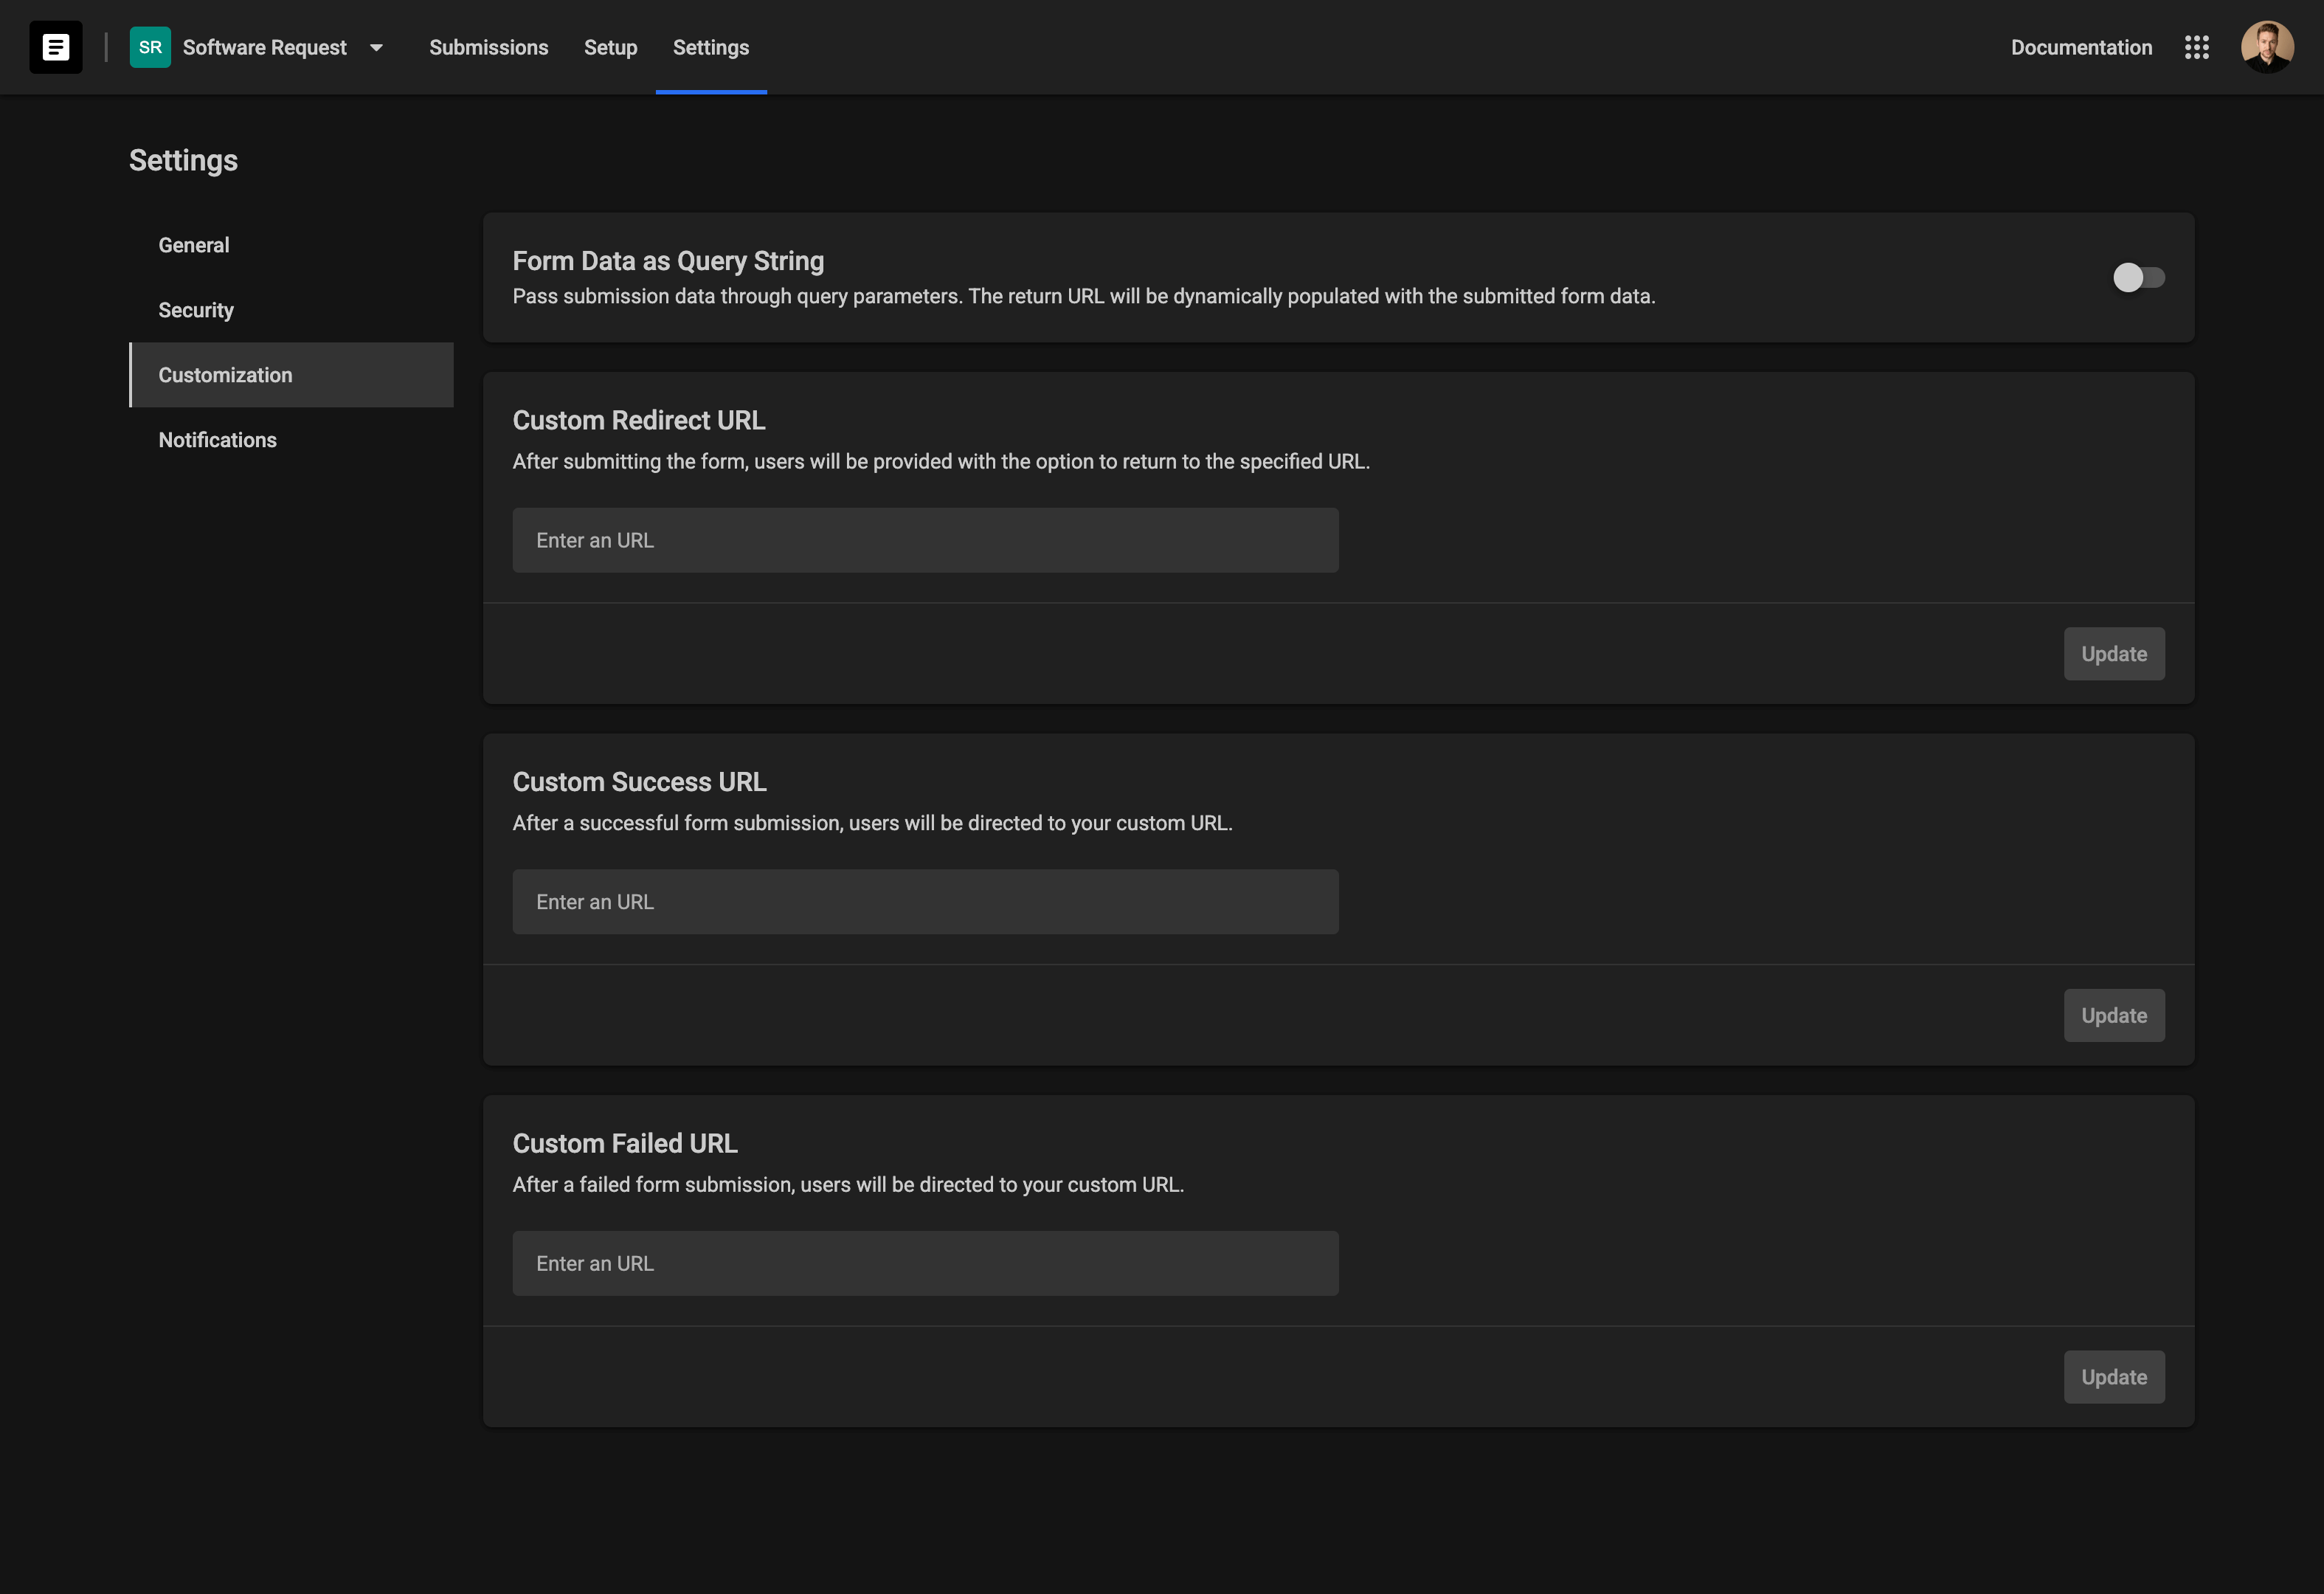 SR Software Request
Submissions
Setup
Settings
Documentation
Settings
General
Security
Customization
Notifications
Form Data as Query String
Pass submission data through query parameters. The return URL will be dynamically populated with the submitted form data.
Custom Redirect URL
After submitting the form, users will be provided with the option to return to the specified URL.
Enter an URL
Update
Custom Success URL
After a successful form submission, users will be directed to your custom URL.
Enter an URL
Update
Custom Failed URL
After a failed form submission, users will be directed to your custom URL.
Enter an URL
Update